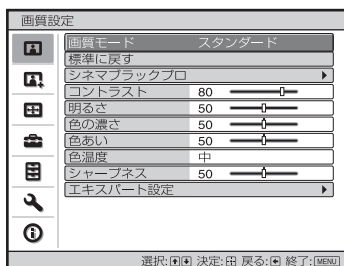 画質設定
画質モード スタンダード
標準に戻す
シネマブラックプロ
コントラスト 80
明るさ 50
色の濃さ 50
色あい 50
色温度 中
シャープネス 50
エキスパート設定
選択: 決定: 戻る: 終了:MENU